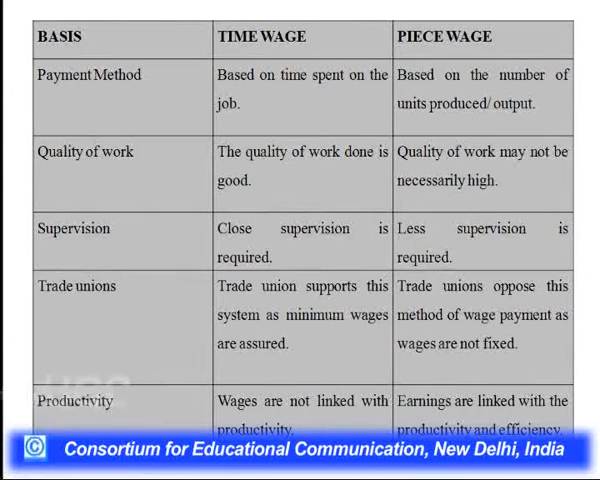 BASIS TIME WAGE PIECE WAGE
Payment Method Based on time spent on the Based on the number of
job. units produced/ output.
Quality of work The quality of work done is Quality of work may not be
good. necessarily high.
Supervision Close supervision is Less supervision is
required. required.
Trade unions Trade union supports this Trade unions oppose this
system as minimum wages method of wage payment as
are assured. wages are not fixed.
Productivity Wages are not linked with Earnings are linked with the
productivity. productivity and efficiency.
© Consortium for Educational Communication, New Delhi, India